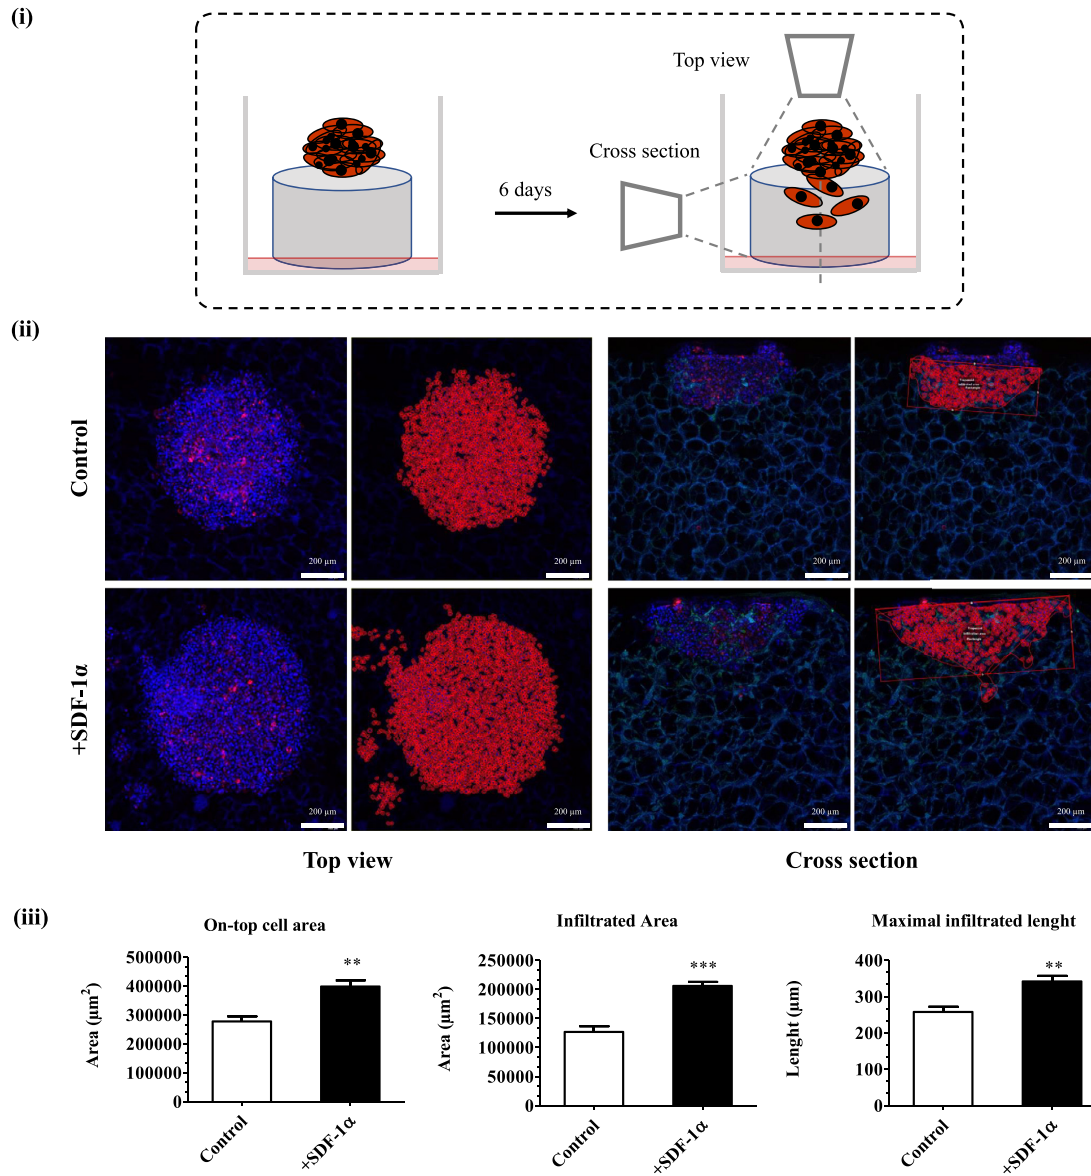 (i)
Top view
Cross section
6 days
(ii)
Control
200 µm
200 µm
200 µm
200 µm
+SDF-1α
200 µm
200 µm
200 µm
200 µm
Top view
Cross section
(iii)
On-top cell area
Area (µm²)
500000
400000
300000
200000
100000
0
**
Control
+SDF-1α
Infiltrated Area
Area (µm²)
250000
200000
150000
100000
50000
0
***
Control
+SDF-1α
Maximal infiltrated lenght
Lenght (µm)
400
300
200
100
0
**
Control
+SDF-1α